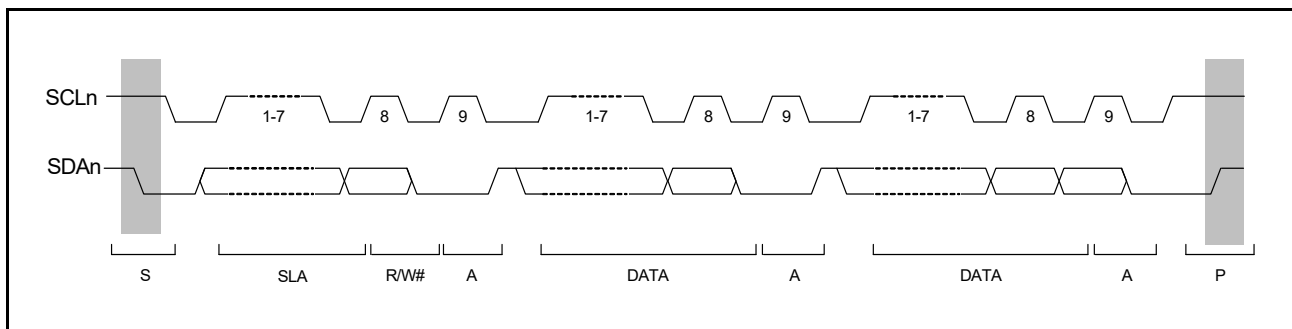 SCLn
1-7 8 9 1-7 8 9 1-7 8 9
SDAn
S SLA R/W# A DATA A DATA A P